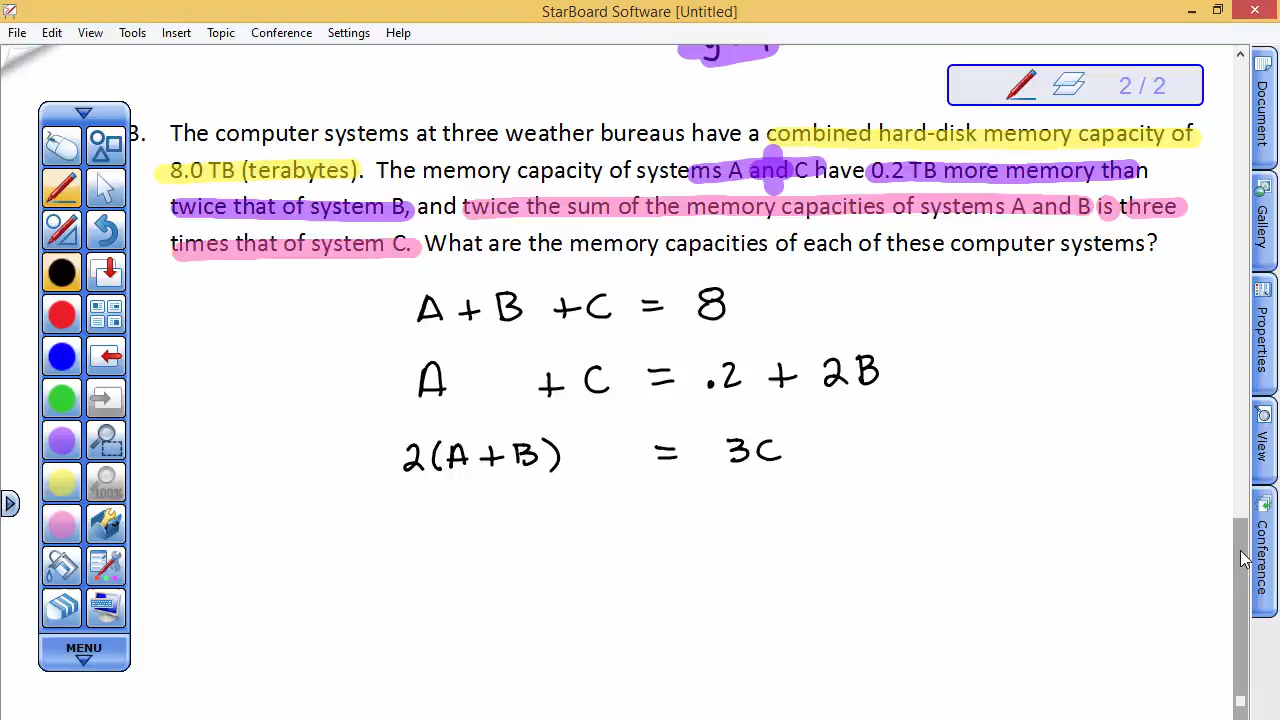 StarBoard Software [Untitled]
File Edit View Tools Insert Topic Conference Settings Help
2 / 2
3. The computer systems at three weather bureaus have a combined hard-disk memory capacity of
8.0 TB (terabytes). The memory capacity of systems A and C have 0.2 TB more memory than
twice that of system B, and twice the sum of the memory capacities of systems A and B is three
times that of system C. What are the memory capacities of each of these computer systems?
A + B + C = 8
A + C = .2 + 2B
2(A + B) = 3C
100%
MENU
Document
Gallery
Properties
View
Conference